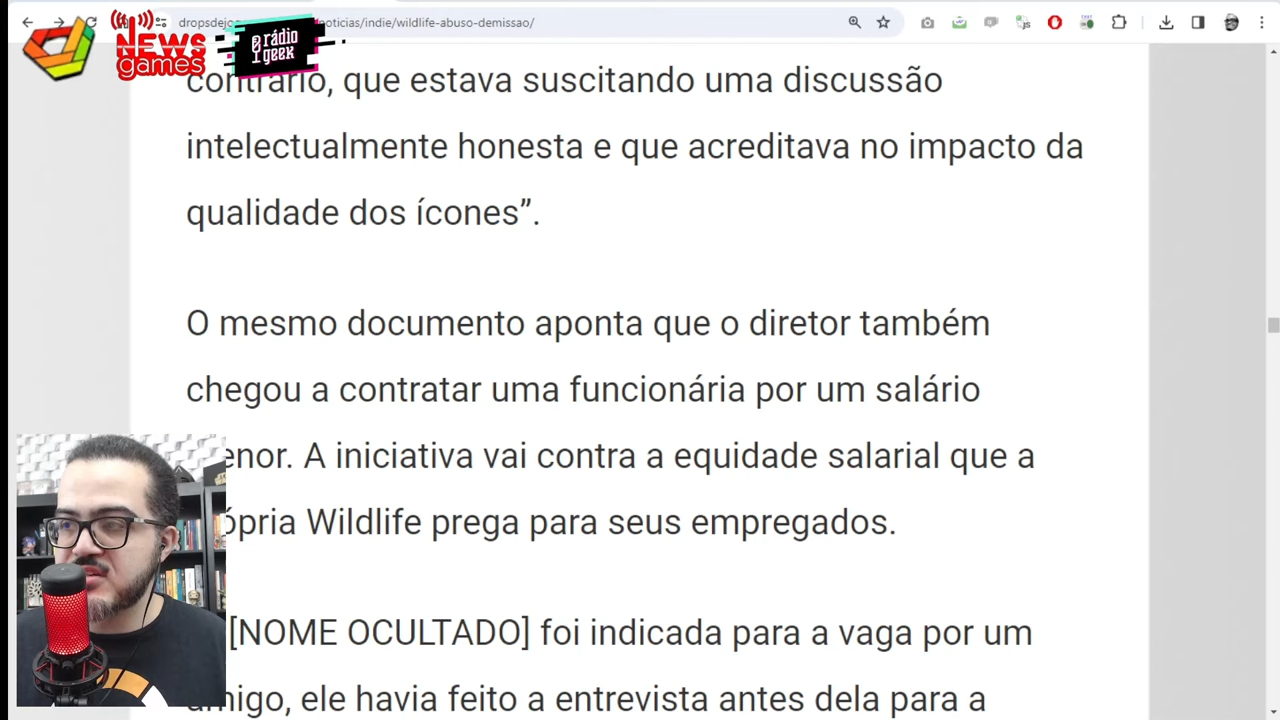 dropsdejo
noticias/indie/wildlife-abuso-demissao/
NEWS
games
rádio
geek
contrário, que estava suscitando uma discussão
intelectualmente honesta e que acreditava no impacto da
qualidade dos ícones”.
O mesmo documento aponta que o diretor também
chegou a contratar uma funcionária por um salário
enor. A iniciativa vai contra a equidade salarial que a
ópria Wildlife prega para seus empregados.
[NOME OCULTADO] foi indicada para a vaga por um
amigo, ele havia feito a entrevista antes dela para a